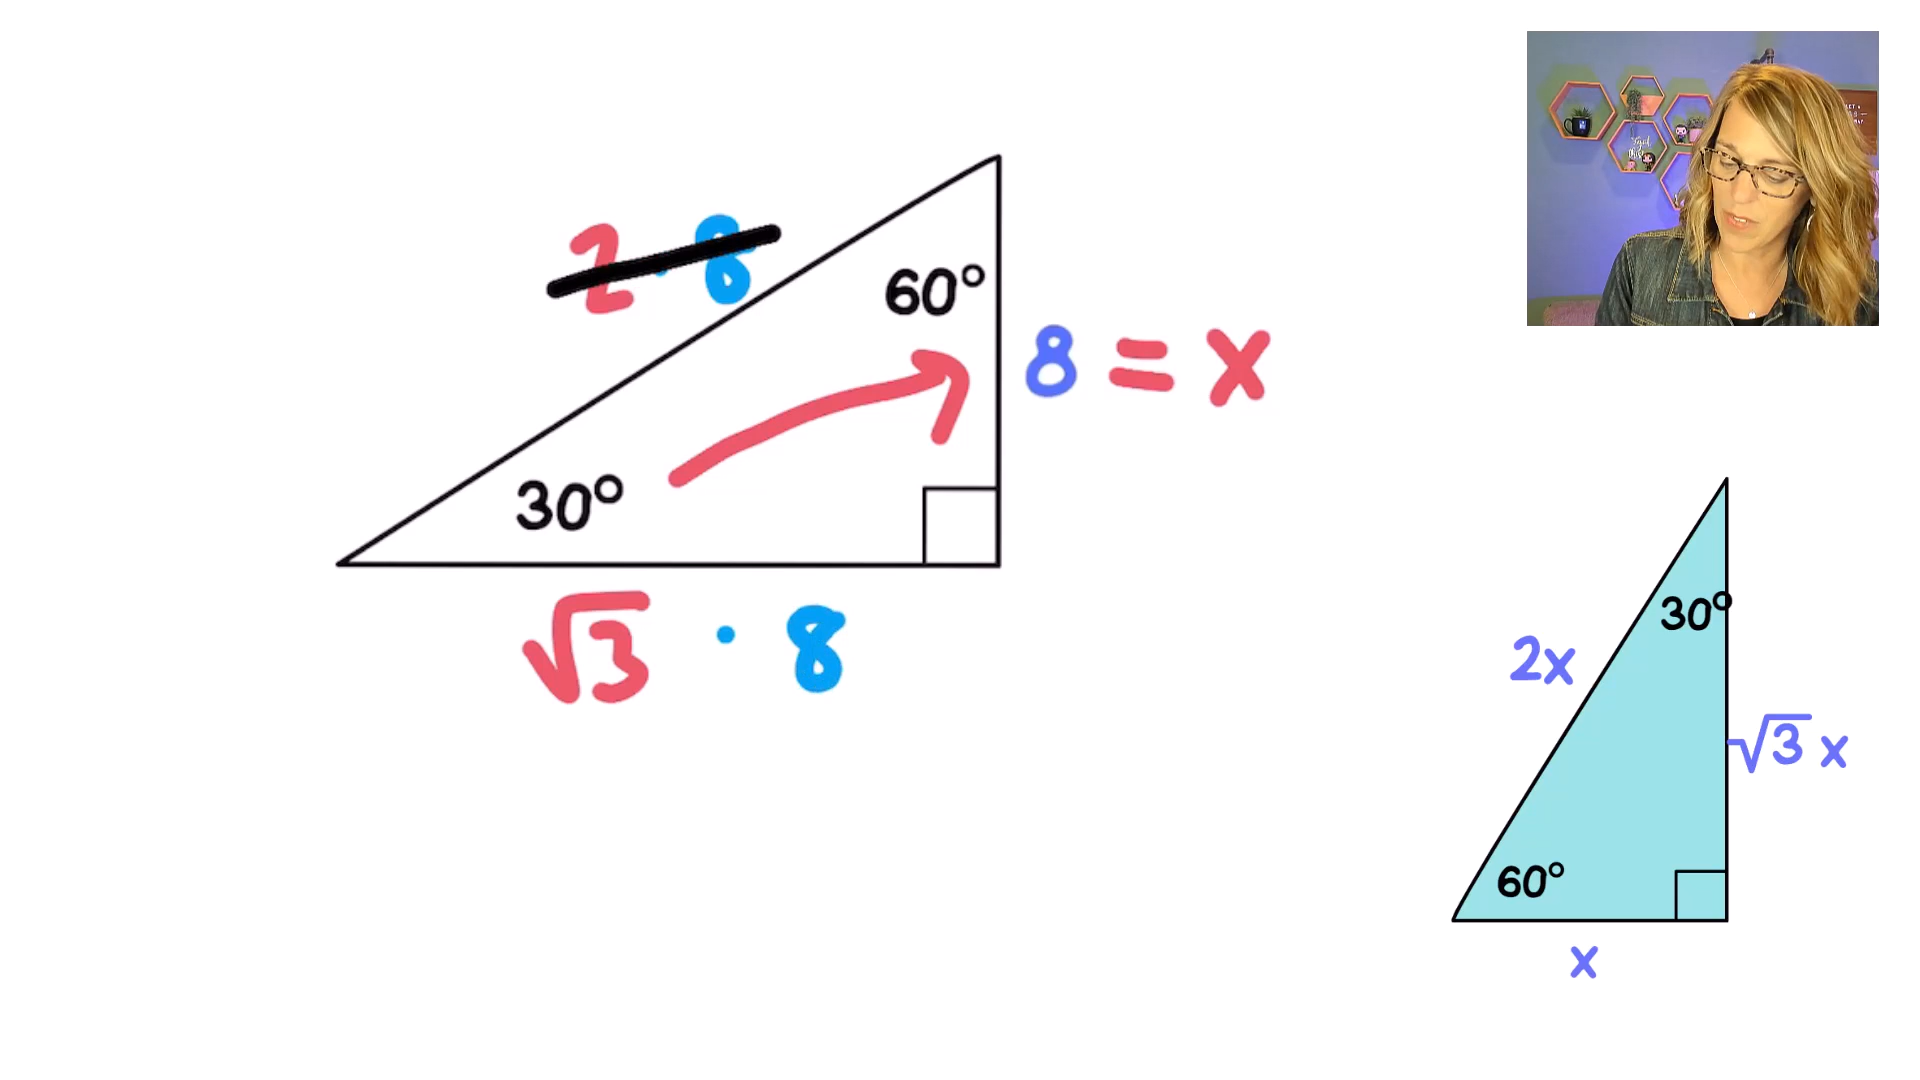 2 · 8
60°
8 = x
30°
√3 · 8
30°
2x
√3 x
60°
x